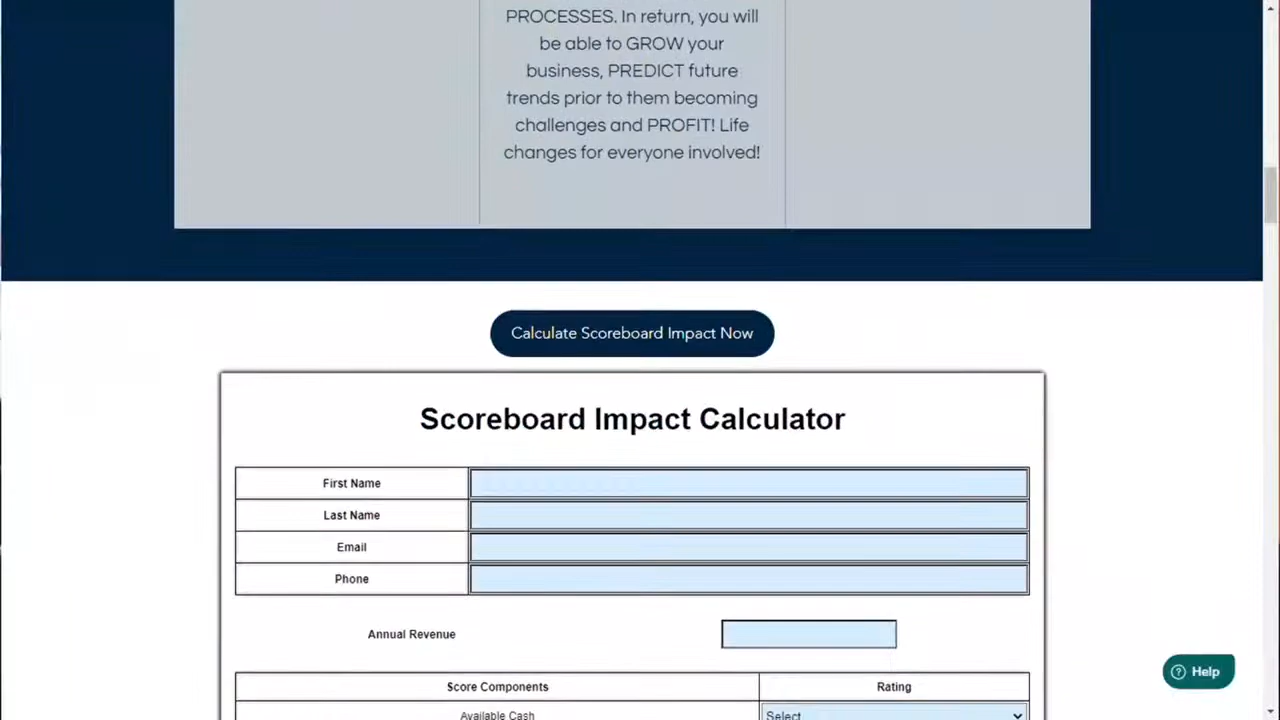 PROCESSES. In return, you will
be able to GROW your
business, PREDICT future
trends prior to them becoming
challenges and PROFIT! Life
changes for everyone involved!
Calculate Scoreboard Impact Now
Scoreboard Impact Calculator
First Name
Last Name
Email
Phone
Annual Revenue
Score Components Rating
Available Cash Select
Help